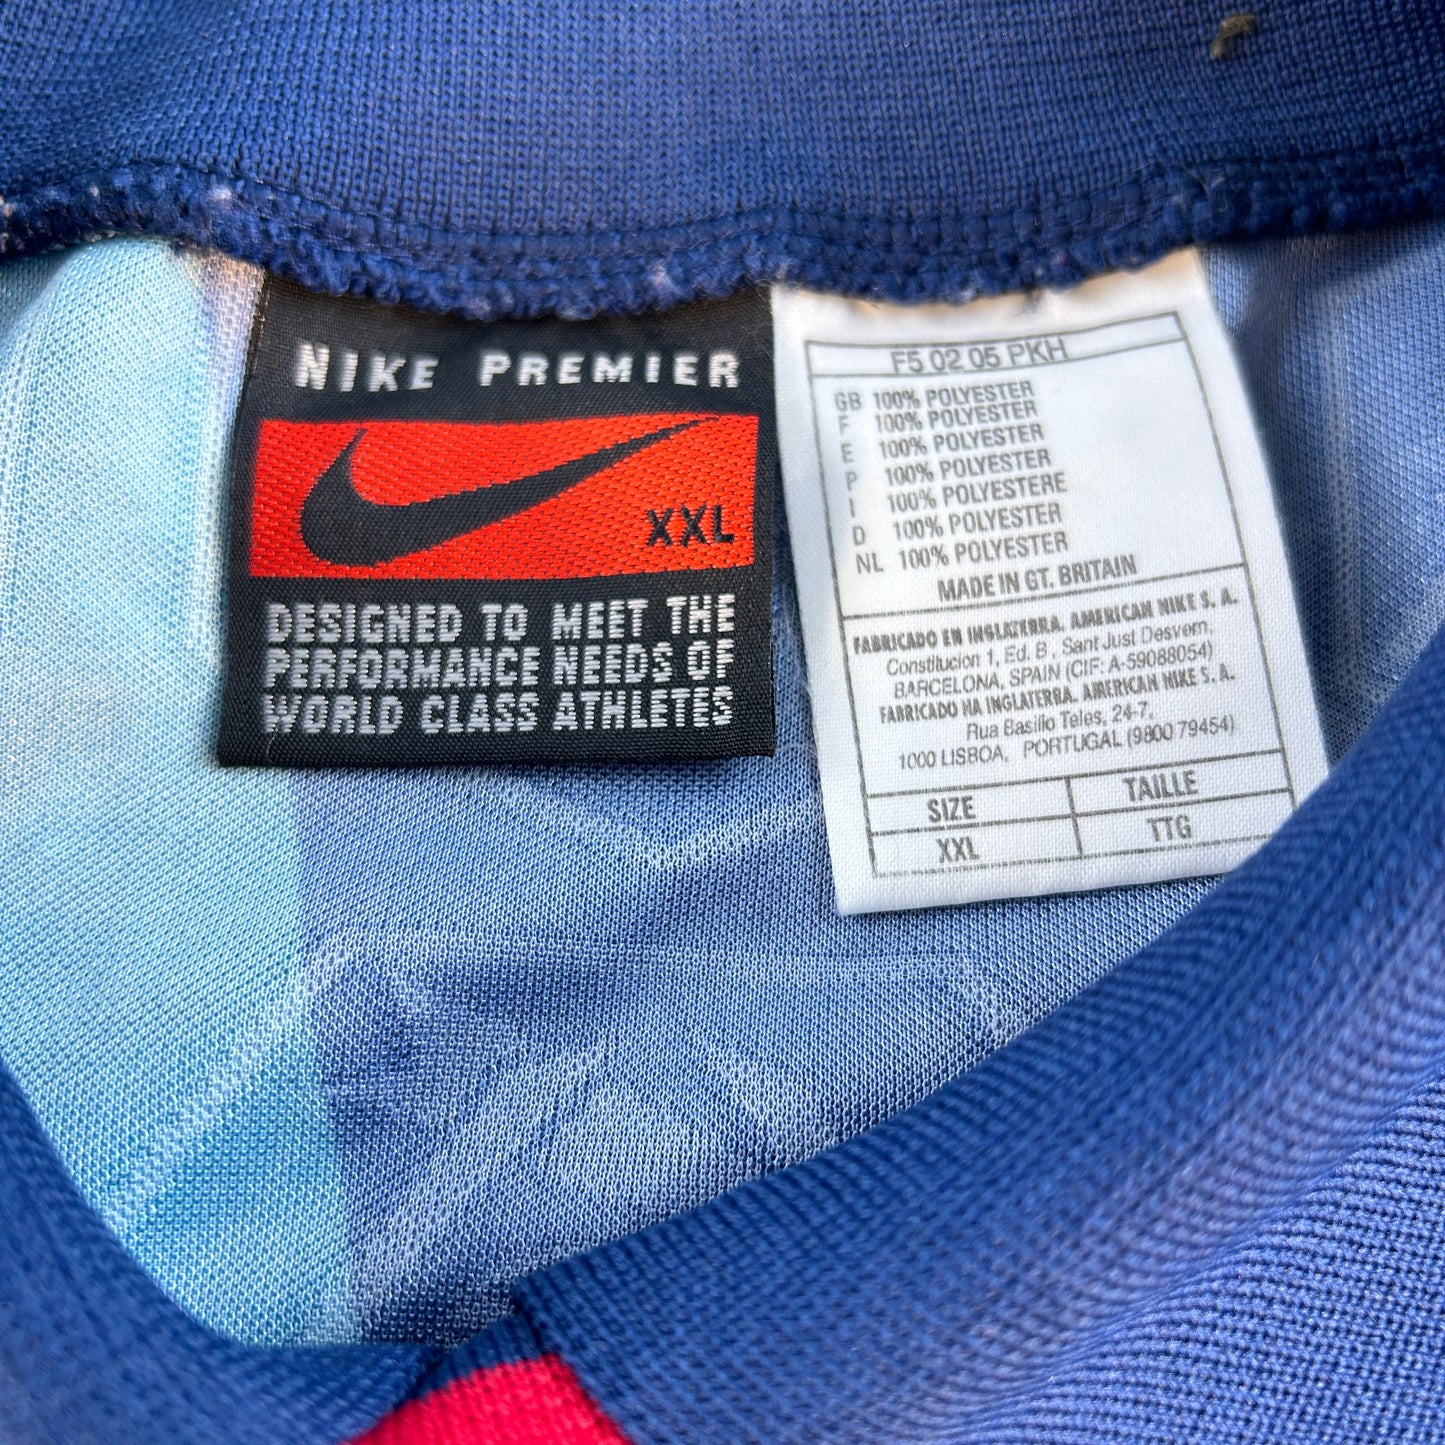 NIKE PREMIER
XXL
DESIGNED TO MEET THE
PERFORMANCE NEEDS OF
WORLD CLASS ATHLETES
F5 02 05 PKH
GB 100% POLYESTER
F 100% POLYESTER
E 100% POLYESTER
P 100% POLYESTER
I 100% POLYESTERE
D 100% POLYESTER
NL 100% POLYESTER
MADE IN GT. BRITAIN
FABRICADO EN INGLATERRA. AMERICAN NIKE S. A.
Constitucion 1, Ed. B , Sant Just Desvern,
BARCELONA, SPAIN (CIF: A-59088054)
FABRICADO NA INGLATERRA. AMERICAN NIKE S. A.
Rua Basilio Teles, 24-7,
1000 LISBOA, PORTUGAL (9800 79454)
SIZE TAILLE
XXL TTG